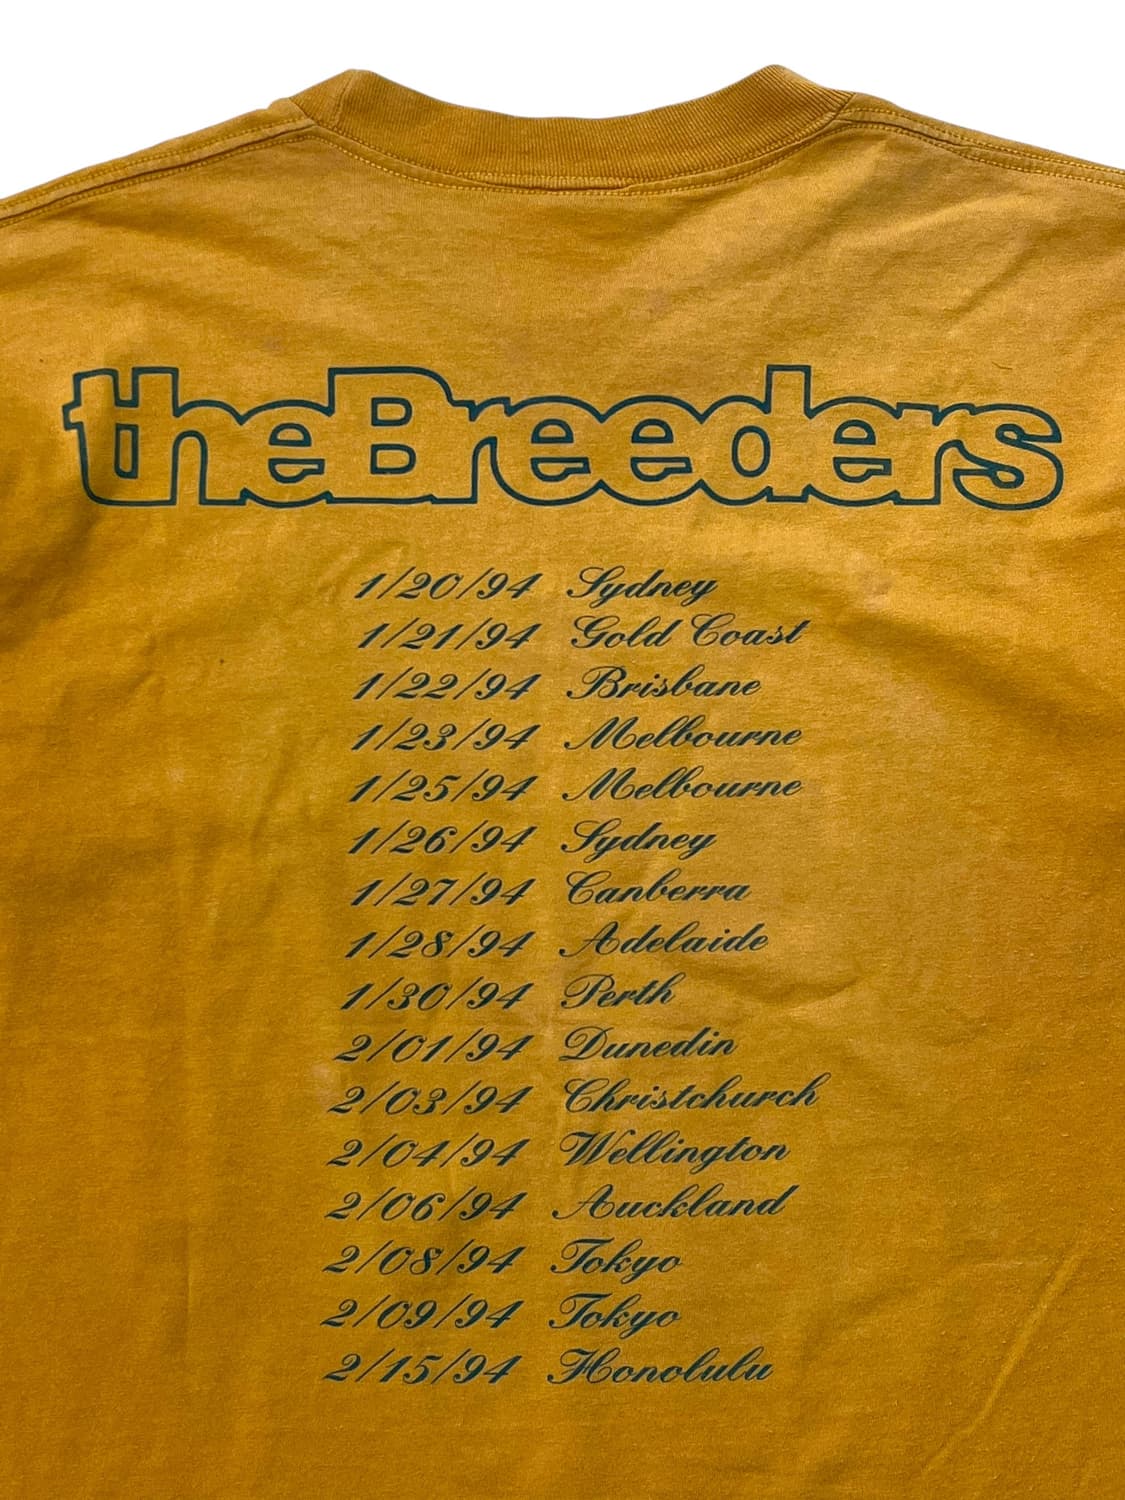 theBreeders
1/20/94 Sydney
1/21/94 Gold Coast
1/22/94 Brisbane
1/23/94 Melbourne
1/25/94 Melbourne
1/26/94 Sydney
1/27/94 Canberra
1/28/94 Adelaide
1/30/94 Perth
2/01/94 Dunedin
2/03/94 Christchurch
2/04/94 Wellington
2/06/94 Auckland
2/08/94 Tokyo
2/09/94 Tokyo
2/15/94 Honolulu